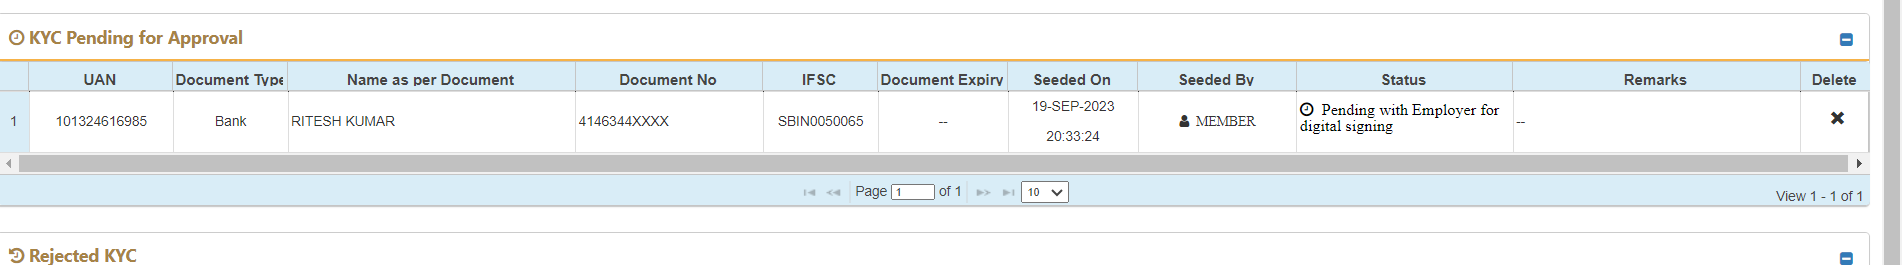 KYC Pending for Approval
UAN Document Type Name as per Document Document No IFSC Document Expiry Seeded On Seeded By Status Remarks Delete
1 101324616985 Bank RITESH KUMAR 4146344XXXX SBIN0050065 -- 19-SEP-2023 20:33:24 MEMBER Pending with Employer for digital signing --
Page 1 of 1 10 View 1 - 1 of 1
Rejected KYC